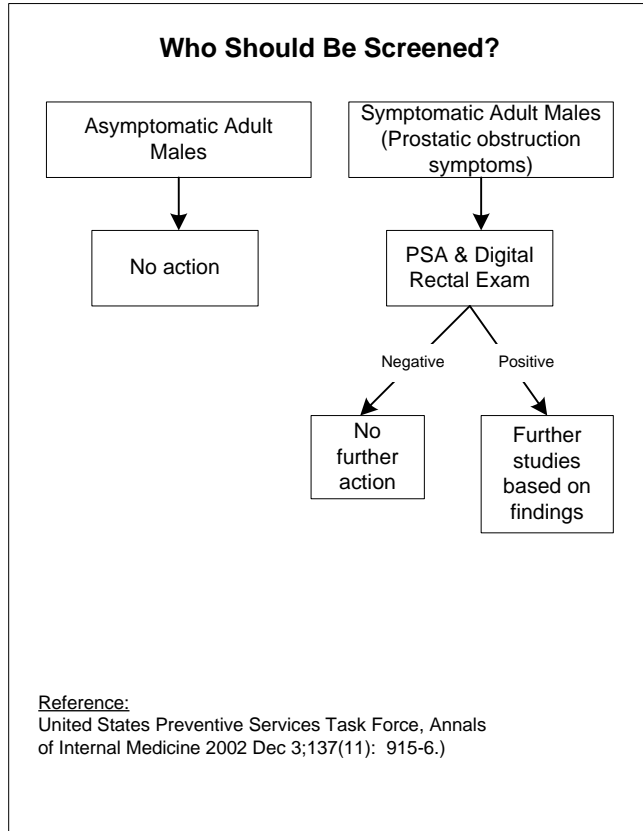 Who Should Be Screened?
Asymptomatic Adult
Males
No action
Symptomatic Adult Males
(Prostatic obstruction
symptoms)
PSA & Digital
Rectal Exam
Negative
Positive
No
further
action
Further
studies
based on
findings
Reference:
United States Preventive Services Task Force, Annals
of Internal Medicine 2002 Dec 3;137(11):  915-6.)